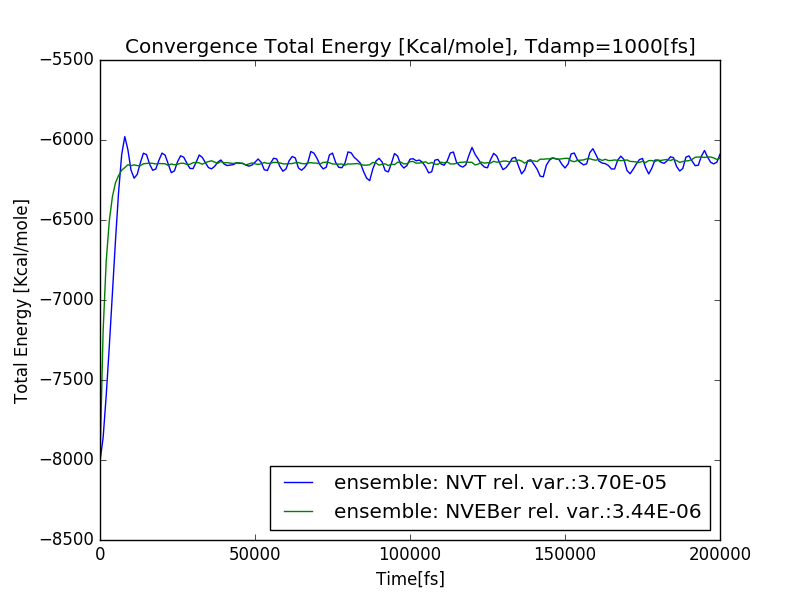 Convergence Total Energy [Kcal/mole], Tdamp=1000[fs]
Total Energy [Kcal/mole]
−5500
−6000
−6500
−7000
−7500
−8000
−8500
ensemble: NVT rel. var.:3.70E-05
ensemble: NVEBer rel. var.:3.44E-06
0 50000 100000 150000 200000
Time[fs]